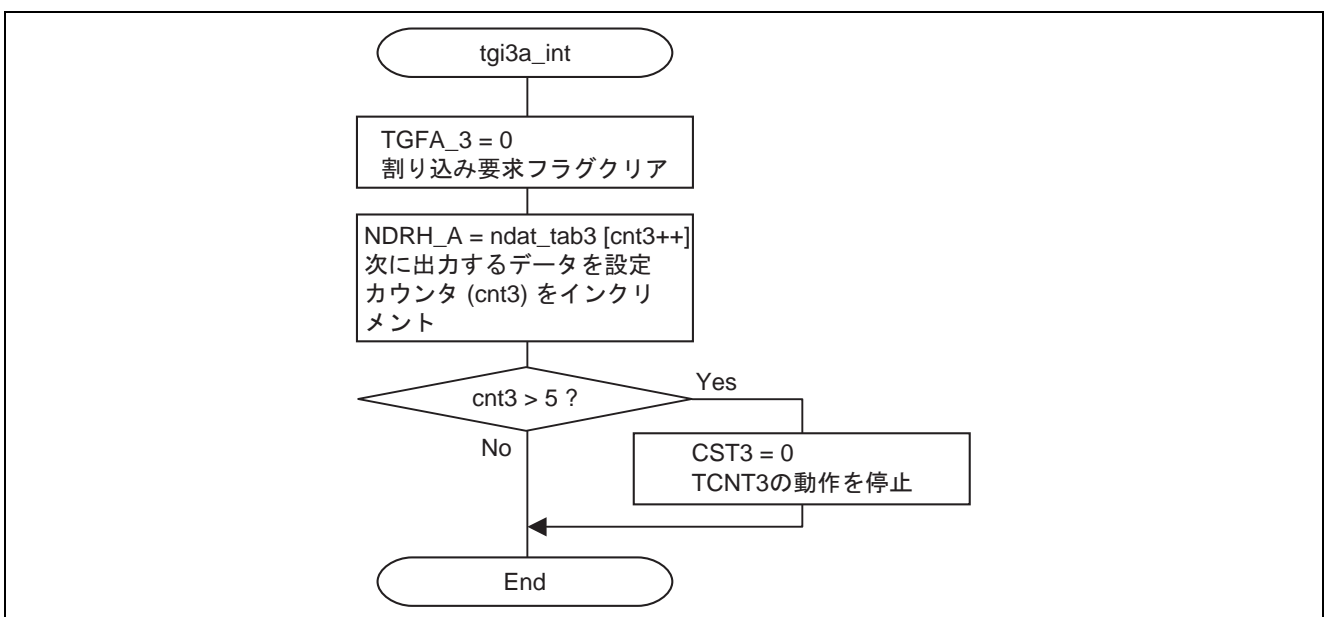 tgi3a_int
TGFA_3 = 0
割り込み要求フラグクリア
NDRH_A = ndat_tab3 [cnt3++]
次に出力するデータを設定
カウンタ (cnt3) をインクリ
メント
cnt3 > 5 ?
Yes
No
CST3 = 0
TCNT3の動作を停止
End